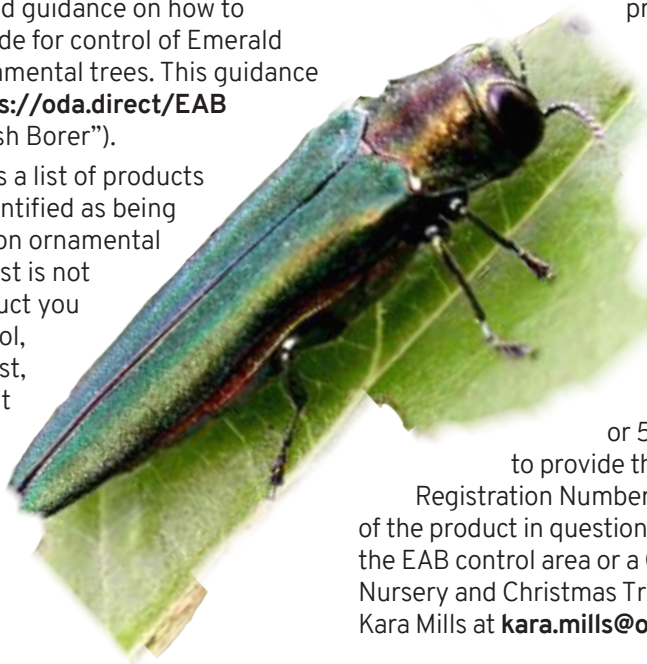 d guidance on how to
de for control of Emerald
amental trees. This guidance
s://oda.direct/EAB
sh Borer”).
s a list of products
ntified as being
on ornamental
st is not
uct you
ol,
st,
t
pr
or 5
to provide th
Registration Number
of the product in question
the EAB control area or a
Nursery and Christmas Tr
Kara Mills at kara.mills@o